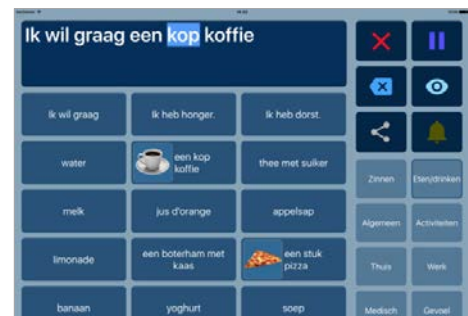 Ik wil graag een kop koffie
Ik wil graag
Ik heb honger.
Ik heb dorst.
water
een kop
koffie
thee met suiker
melk
jus d'orange
appelsap
limonade
een boterham met
kaas
een stuk
pizza
banaan
yoghurt
soep
Zinnen
Eten/drinken
Algemeen
Activiteiten
Thuis
Werk
Medisch
Gevoel